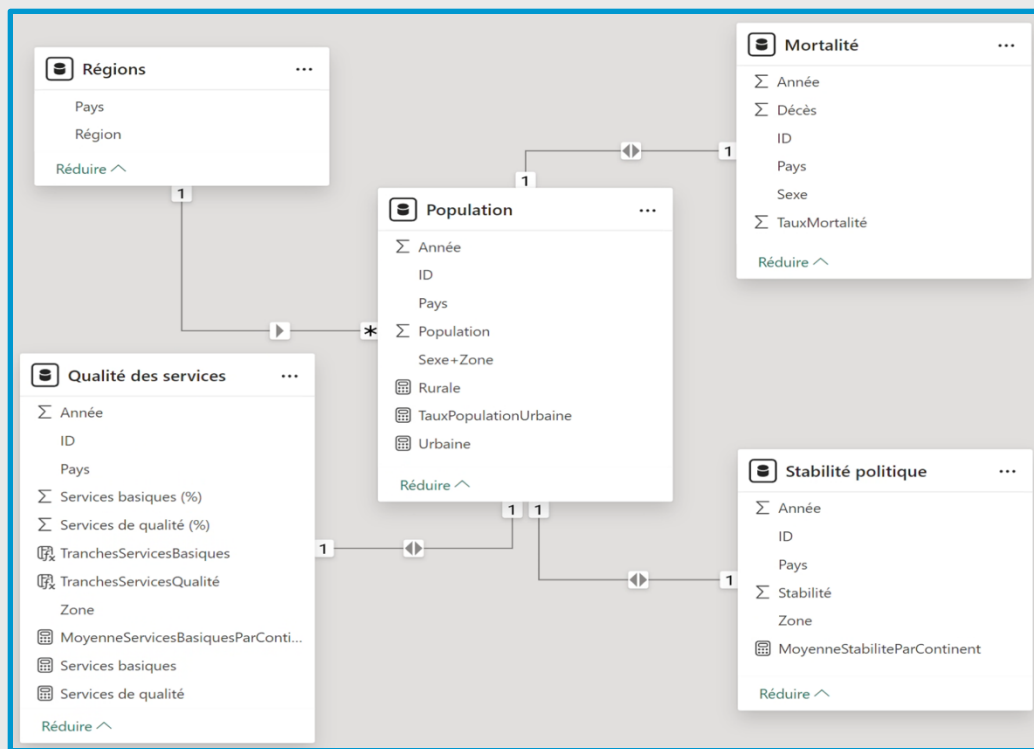 Régions
Pays
Région
Réduire
1
Mortalité
Année
Décès
ID
Pays
Sexe
TauxMortalité
Réduire
1
1
Population
Année
ID
Pays
Population
Sexe+Zone
Rurale
TauxPopulationUrbaine
Urbaine
Réduire
*
1 1
Qualité des services
Année
ID
Pays
Services basiques (%)
Services de qualité (%)
TranchesServicesBasiques
TranchesServicesQualité
Zone
MoyenneServicesBasiquesParConti...
Services basiques
Services de qualité
Réduire
1
Stabilité politique
Année
ID
Pays
Stabilité
Zone
MoyenneStabiliteParContinent
Réduire
1